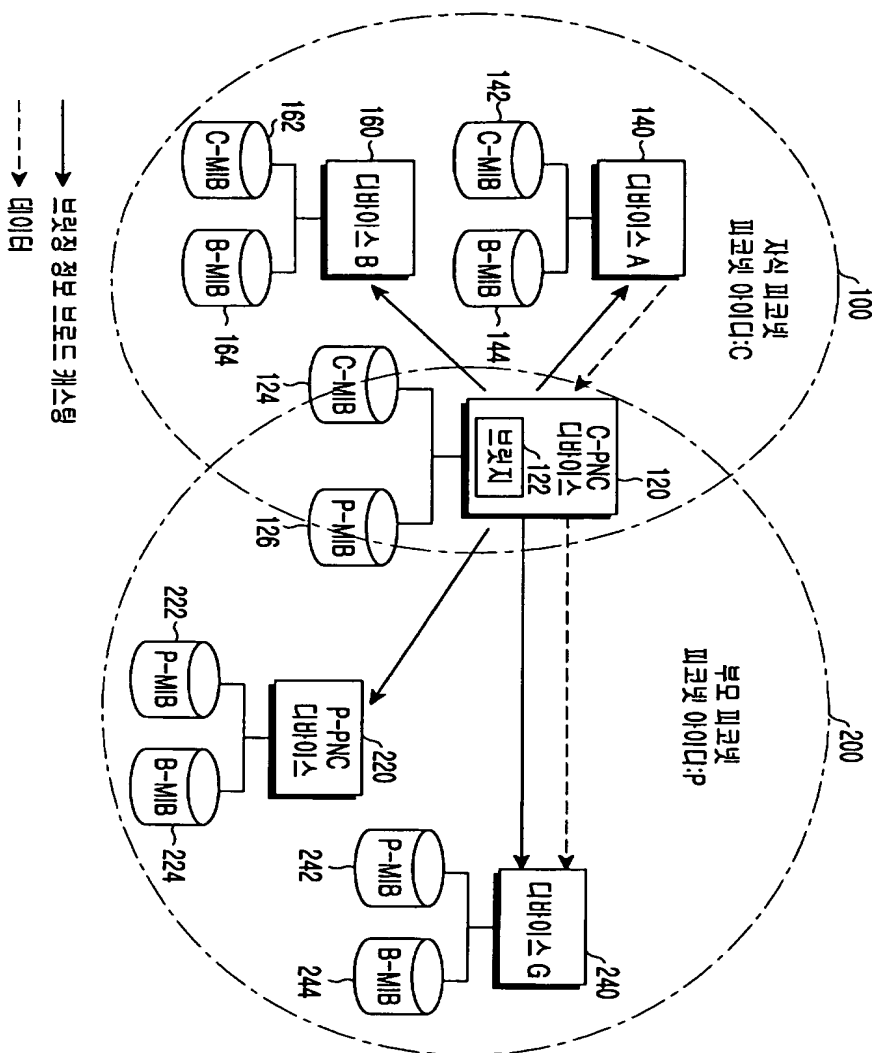 100
200
자식 피코넷
피코넷 아이디:C
부모 피코넷
피코넷 아이디:P
140
디바이스 A
142
C-MIB
B-MIB
144
120
C-PNC
디바이스
122
브릿지
240
디바이스 G
160
디바이스 B
162
C-MIB
B-MIB
164
124
C-MIB
P-MIB
126
220
P-PNC
디바이스
222
P-MIB
B-MIB
224
242
P-MIB
B-MIB
244
브릿징 정보 브로드 캐스팅
데이터